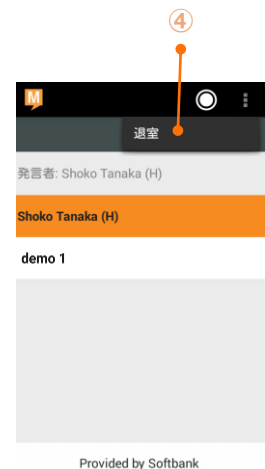 ④
M
退室
発言者: Shoko Tanaka (H)
Shoko Tanaka (H)
demo 1
Provided by Softbank